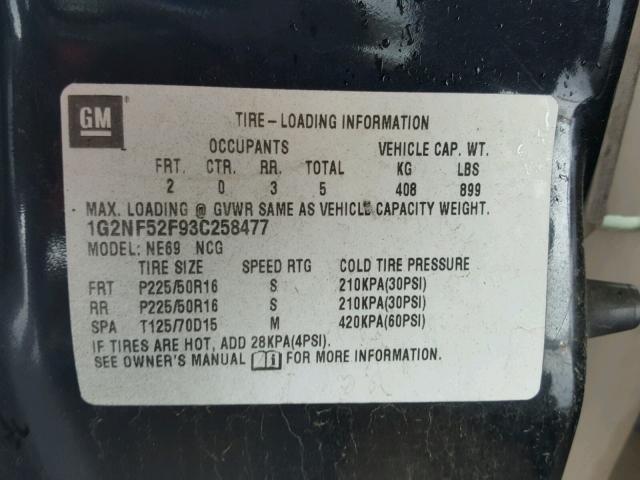 GM
TIRE-LOADING INFORMATION
OCCUPANTS VEHICLE CAP. WT.
FRT. CTR. RR. TOTAL KG LBS
2 0 3 5 408 899
MAX. LOADING @ GVWR SAME AS VEHICLE CAPACITY WEIGHT.
1G2NF52F93C258477
MODEL: NE69 NCG
TIRE SIZE SPEED RTG COLD TIRE PRESSURE
FRT P225/50R16 S 210KPA(30PSI)
RR P225/50R16 S 210KPA(30PSI)
SPA T125/70D15 M 420KPA(60PSI)
IF TIRES ARE HOT, ADD 28KPA(4PSI).
SEE OWNER'S MANUAL FOR MORE INFORMATION.